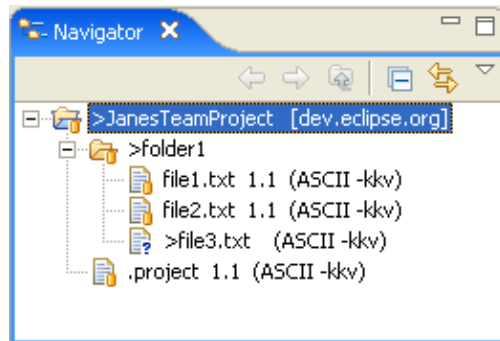 Navigator
>JanesTeamProject [dev.eclipse.org]
>folder1
file1.txt 1.1 (ASCII -kkv)
file2.txt 1.1 (ASCII -kkv)
>file3.txt (ASCII -kkv)
.project 1.1 (ASCII -kkv)